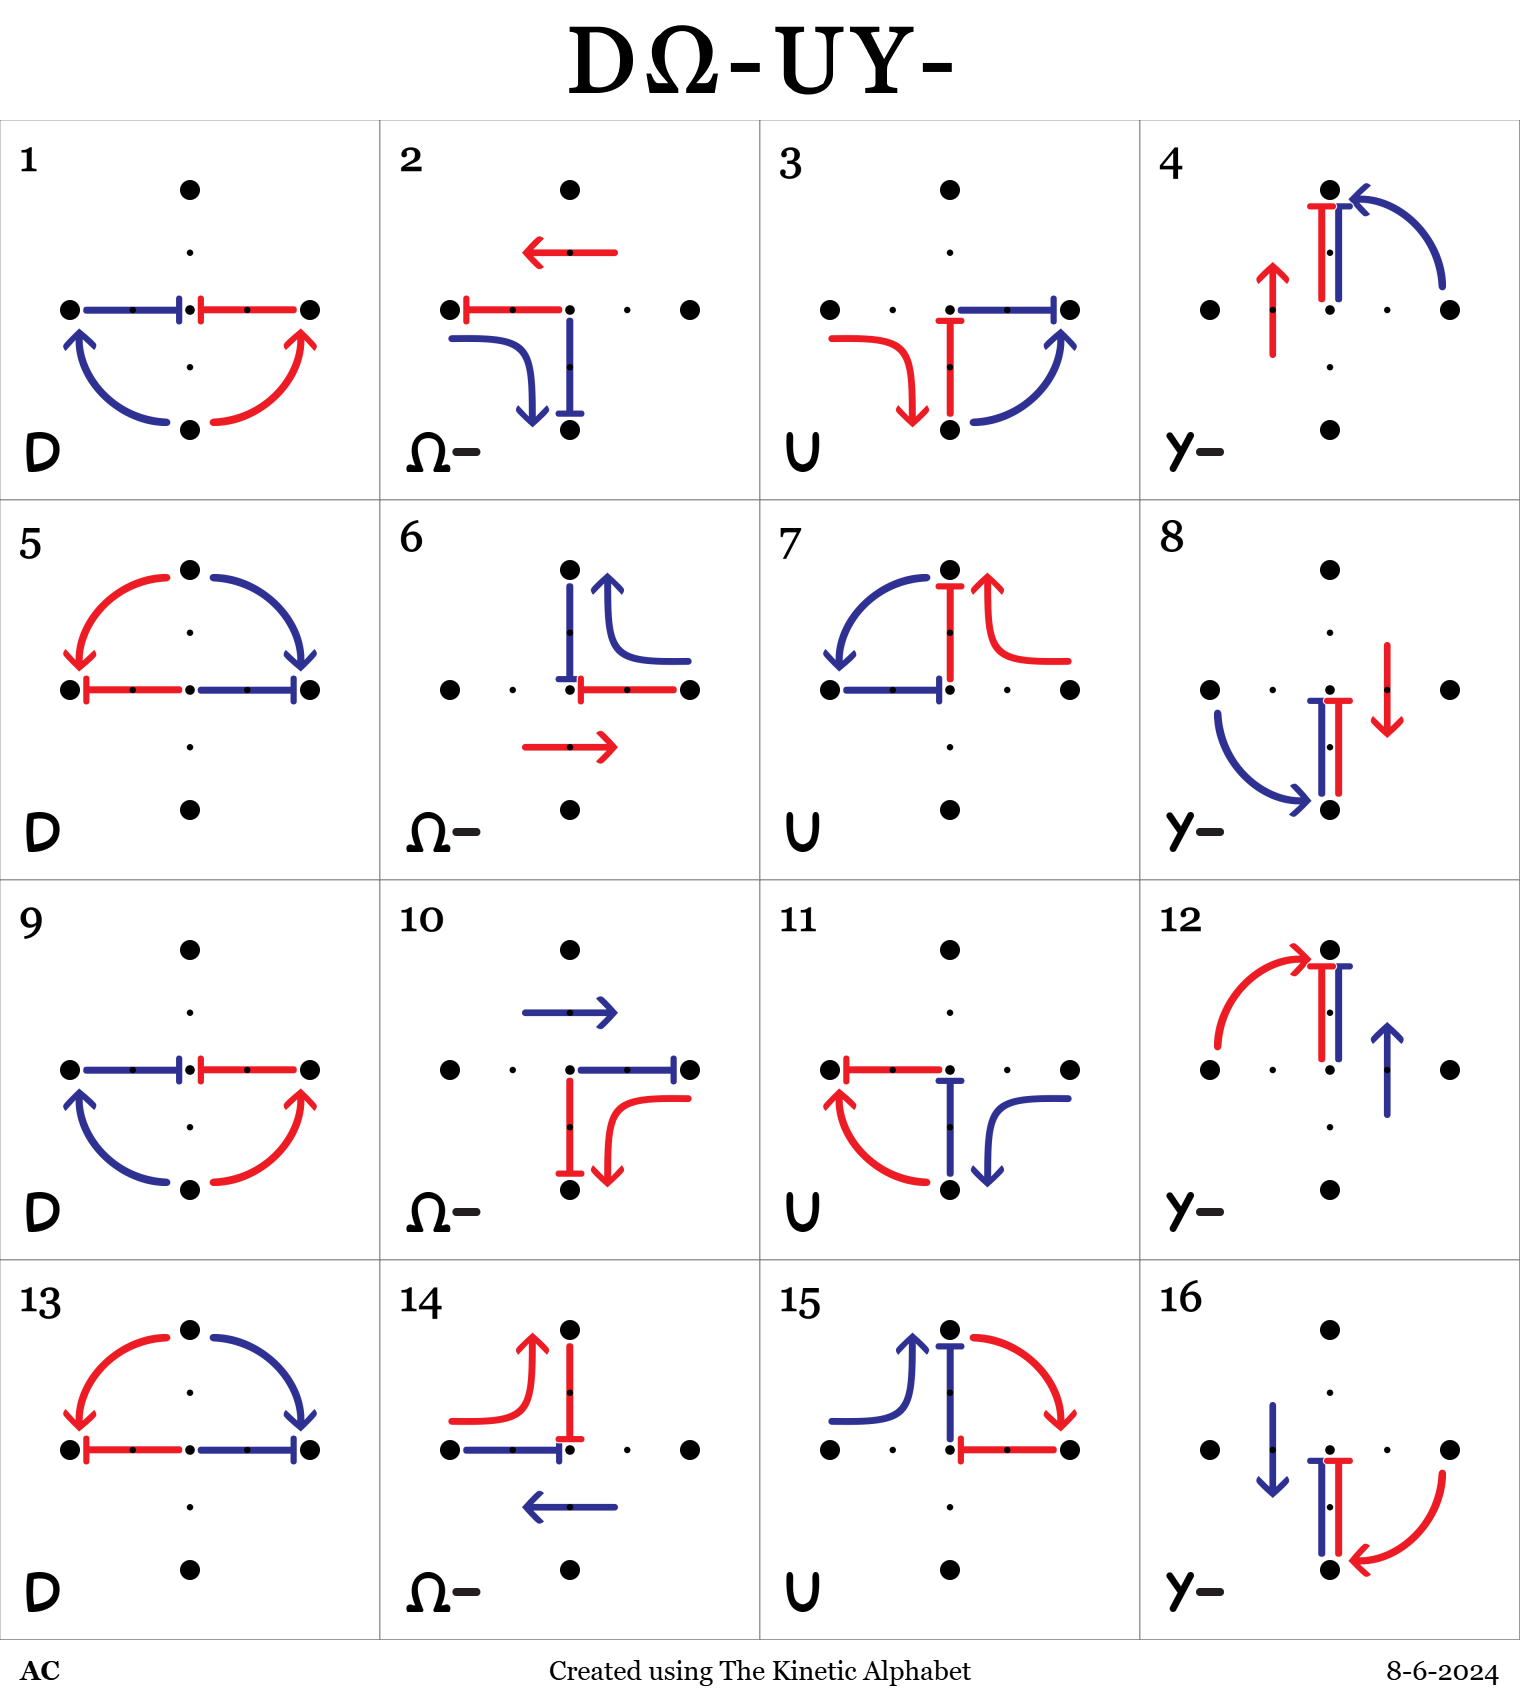 DΩ-UY-
1 2 3 4
D Ω- U Y-
5 6 7 8
D Ω- U Y-
9 10 11 12
D Ω- U Y-
13 14 15 16
D Ω- U Y-
AC Created using The Kinetic Alphabet 8-6-2024